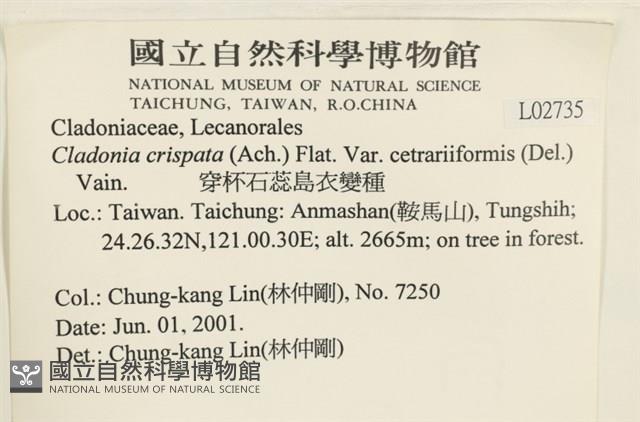 國立自然科學博物館
NATIONAL MUSEUM OF NATURAL SCIENCE
TAICHUNG, TAIWAN, R.O.CHINA
L02735
Cladoniaceae, Lecanorales
Cladonia crispata (Ach.) Flat. Var. cetrariiformis (Del.)
Vain. 穿杯石蕊島衣變種
Loc.: Taiwan. Taichung: Anmashan(鞍馬山), Tungshih;
24.26.32N,121.00.30E; alt. 2665m; on tree in forest.
Col.: Chung-kang Lin(林仲剛), No. 7250
Date: Jun. 01, 2001.
Det.: Chung-kang Lin(林仲剛)
國立自然科學博物館
NATIONAL MUSEUM OF NATURAL SCIENCE